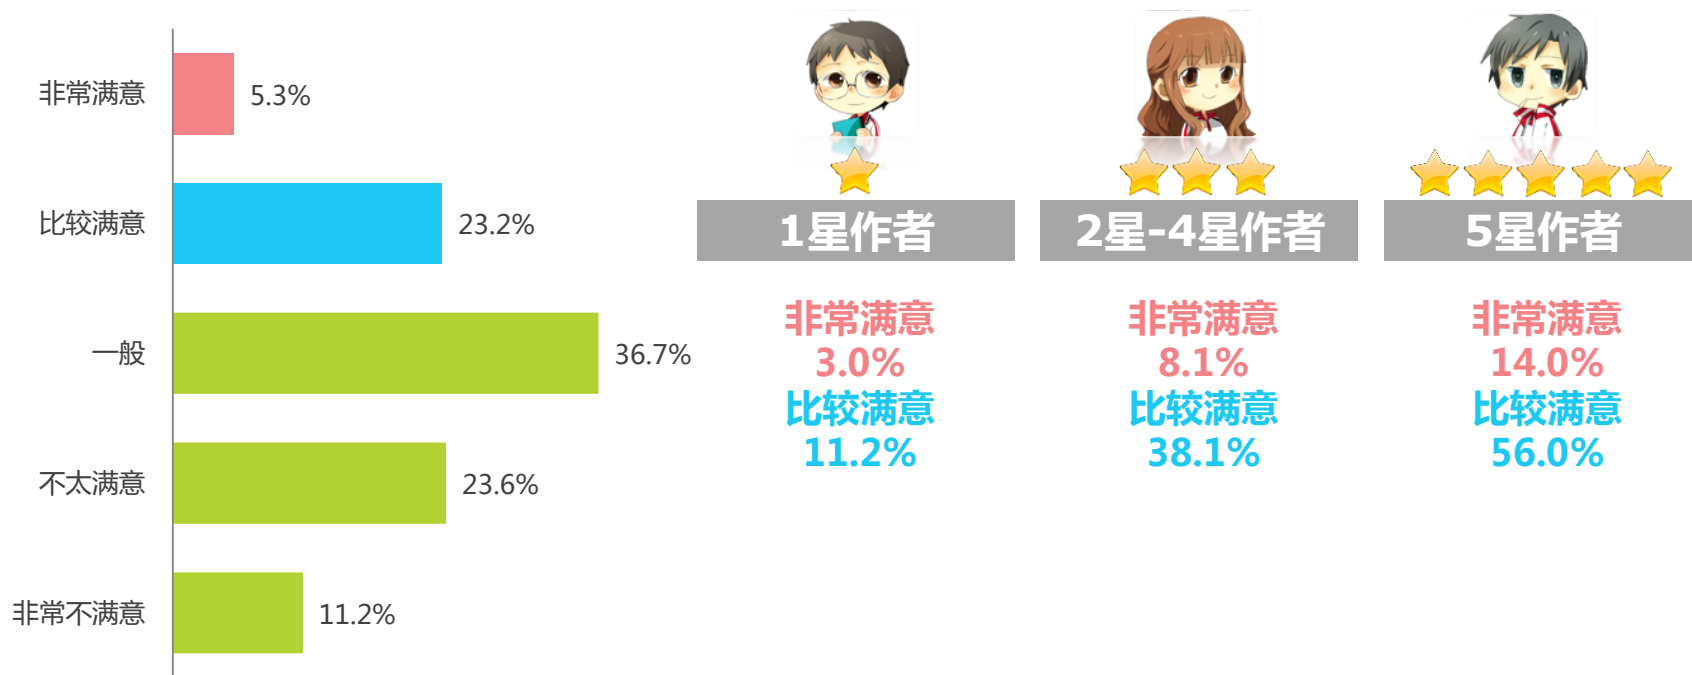 非常满意
5.3%
比较满意
23.2%
一般
36.7%
不太满意
23.6%
非常不满意
11.2%
1星作者
非常满意
3.0%
比较满意
11.2%
2星-4星作者
非常满意
8.1%
比较满意
38.1%
5星作者
非常满意
14.0%
比较满意
56.0%